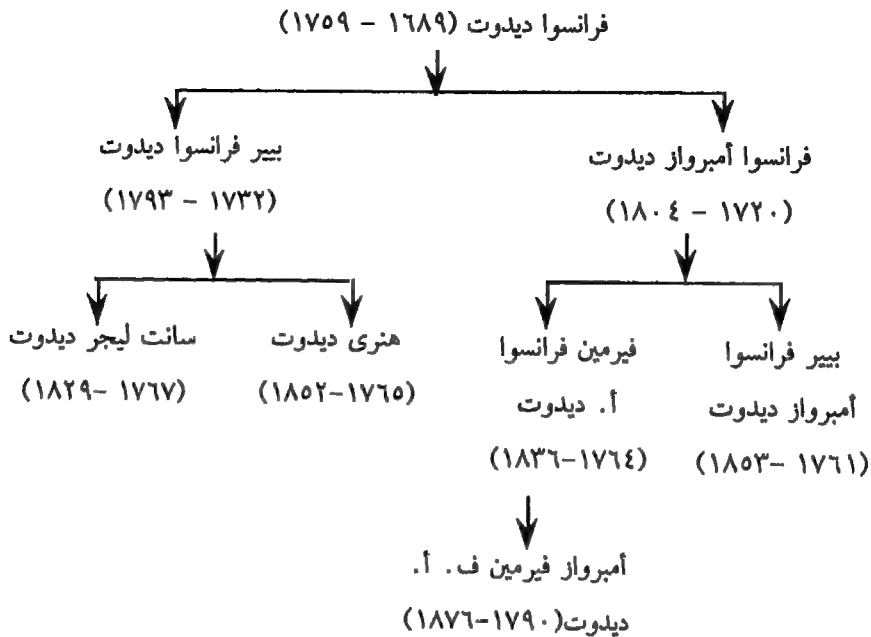 فرانسوا ديدوت (١٦٨٩ - ١٧٥٩)
فرانسوا أمبرواز ديدوت
(١٧٢٠ - ١٨٠٤)
بيير فرانسوا ديدوت
(١٧٣٢ - ١٧٩٣)
بيير فرانسوا
أمبرواز ديدوت
(١٧٦١ -١٨٥٣)
فيرمين فرانسوا
أ. ديدوت
(١٧٦٤-١٨٣٦)
هنرى ديدوت
(١٧٦٥-١٨٥٢)
سانت ليجر ديدوت
(١٧٦٧ -١٨٢٩)
أمبرواز فيرمين ف. أ.
ديدوت(١٧٩٠-١٨٧٦)